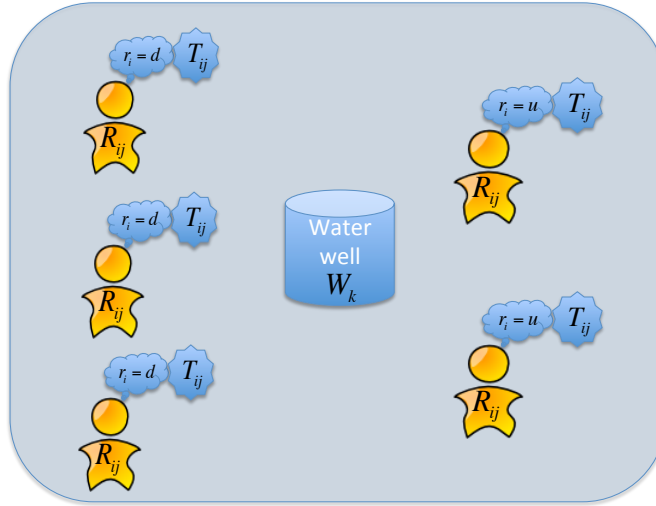 r_i = d T_ij
R_ij
r_i = d T_ij
R_ij
r_i = d T_ij
R_ij
Water
well
W_k
r_i = u T_ij
R_ij
r_i = u T_ij
R_ij